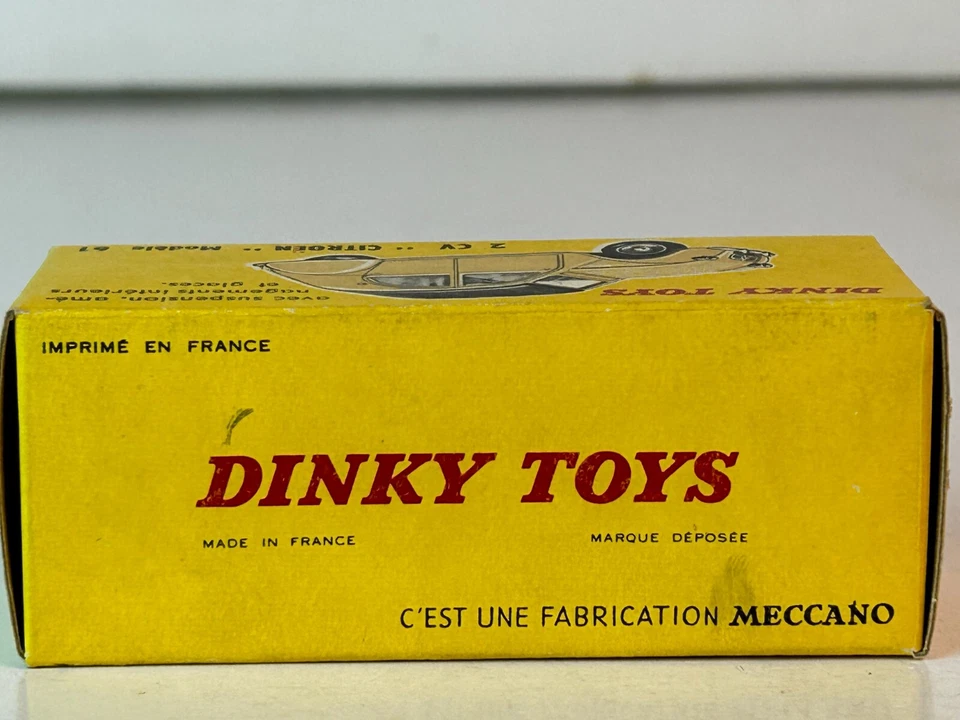 2 CV " CITROËN " Modèle 61
avec suspension, amé-
nagements intérieurs
et glaces.
DINKY TOYS
IMPRIMÉ EN FRANCE
DINKY TOYS
MADE IN FRANCE
MARQUE DÉPOSÉE
C'EST UNE FABRICATION MECCANO